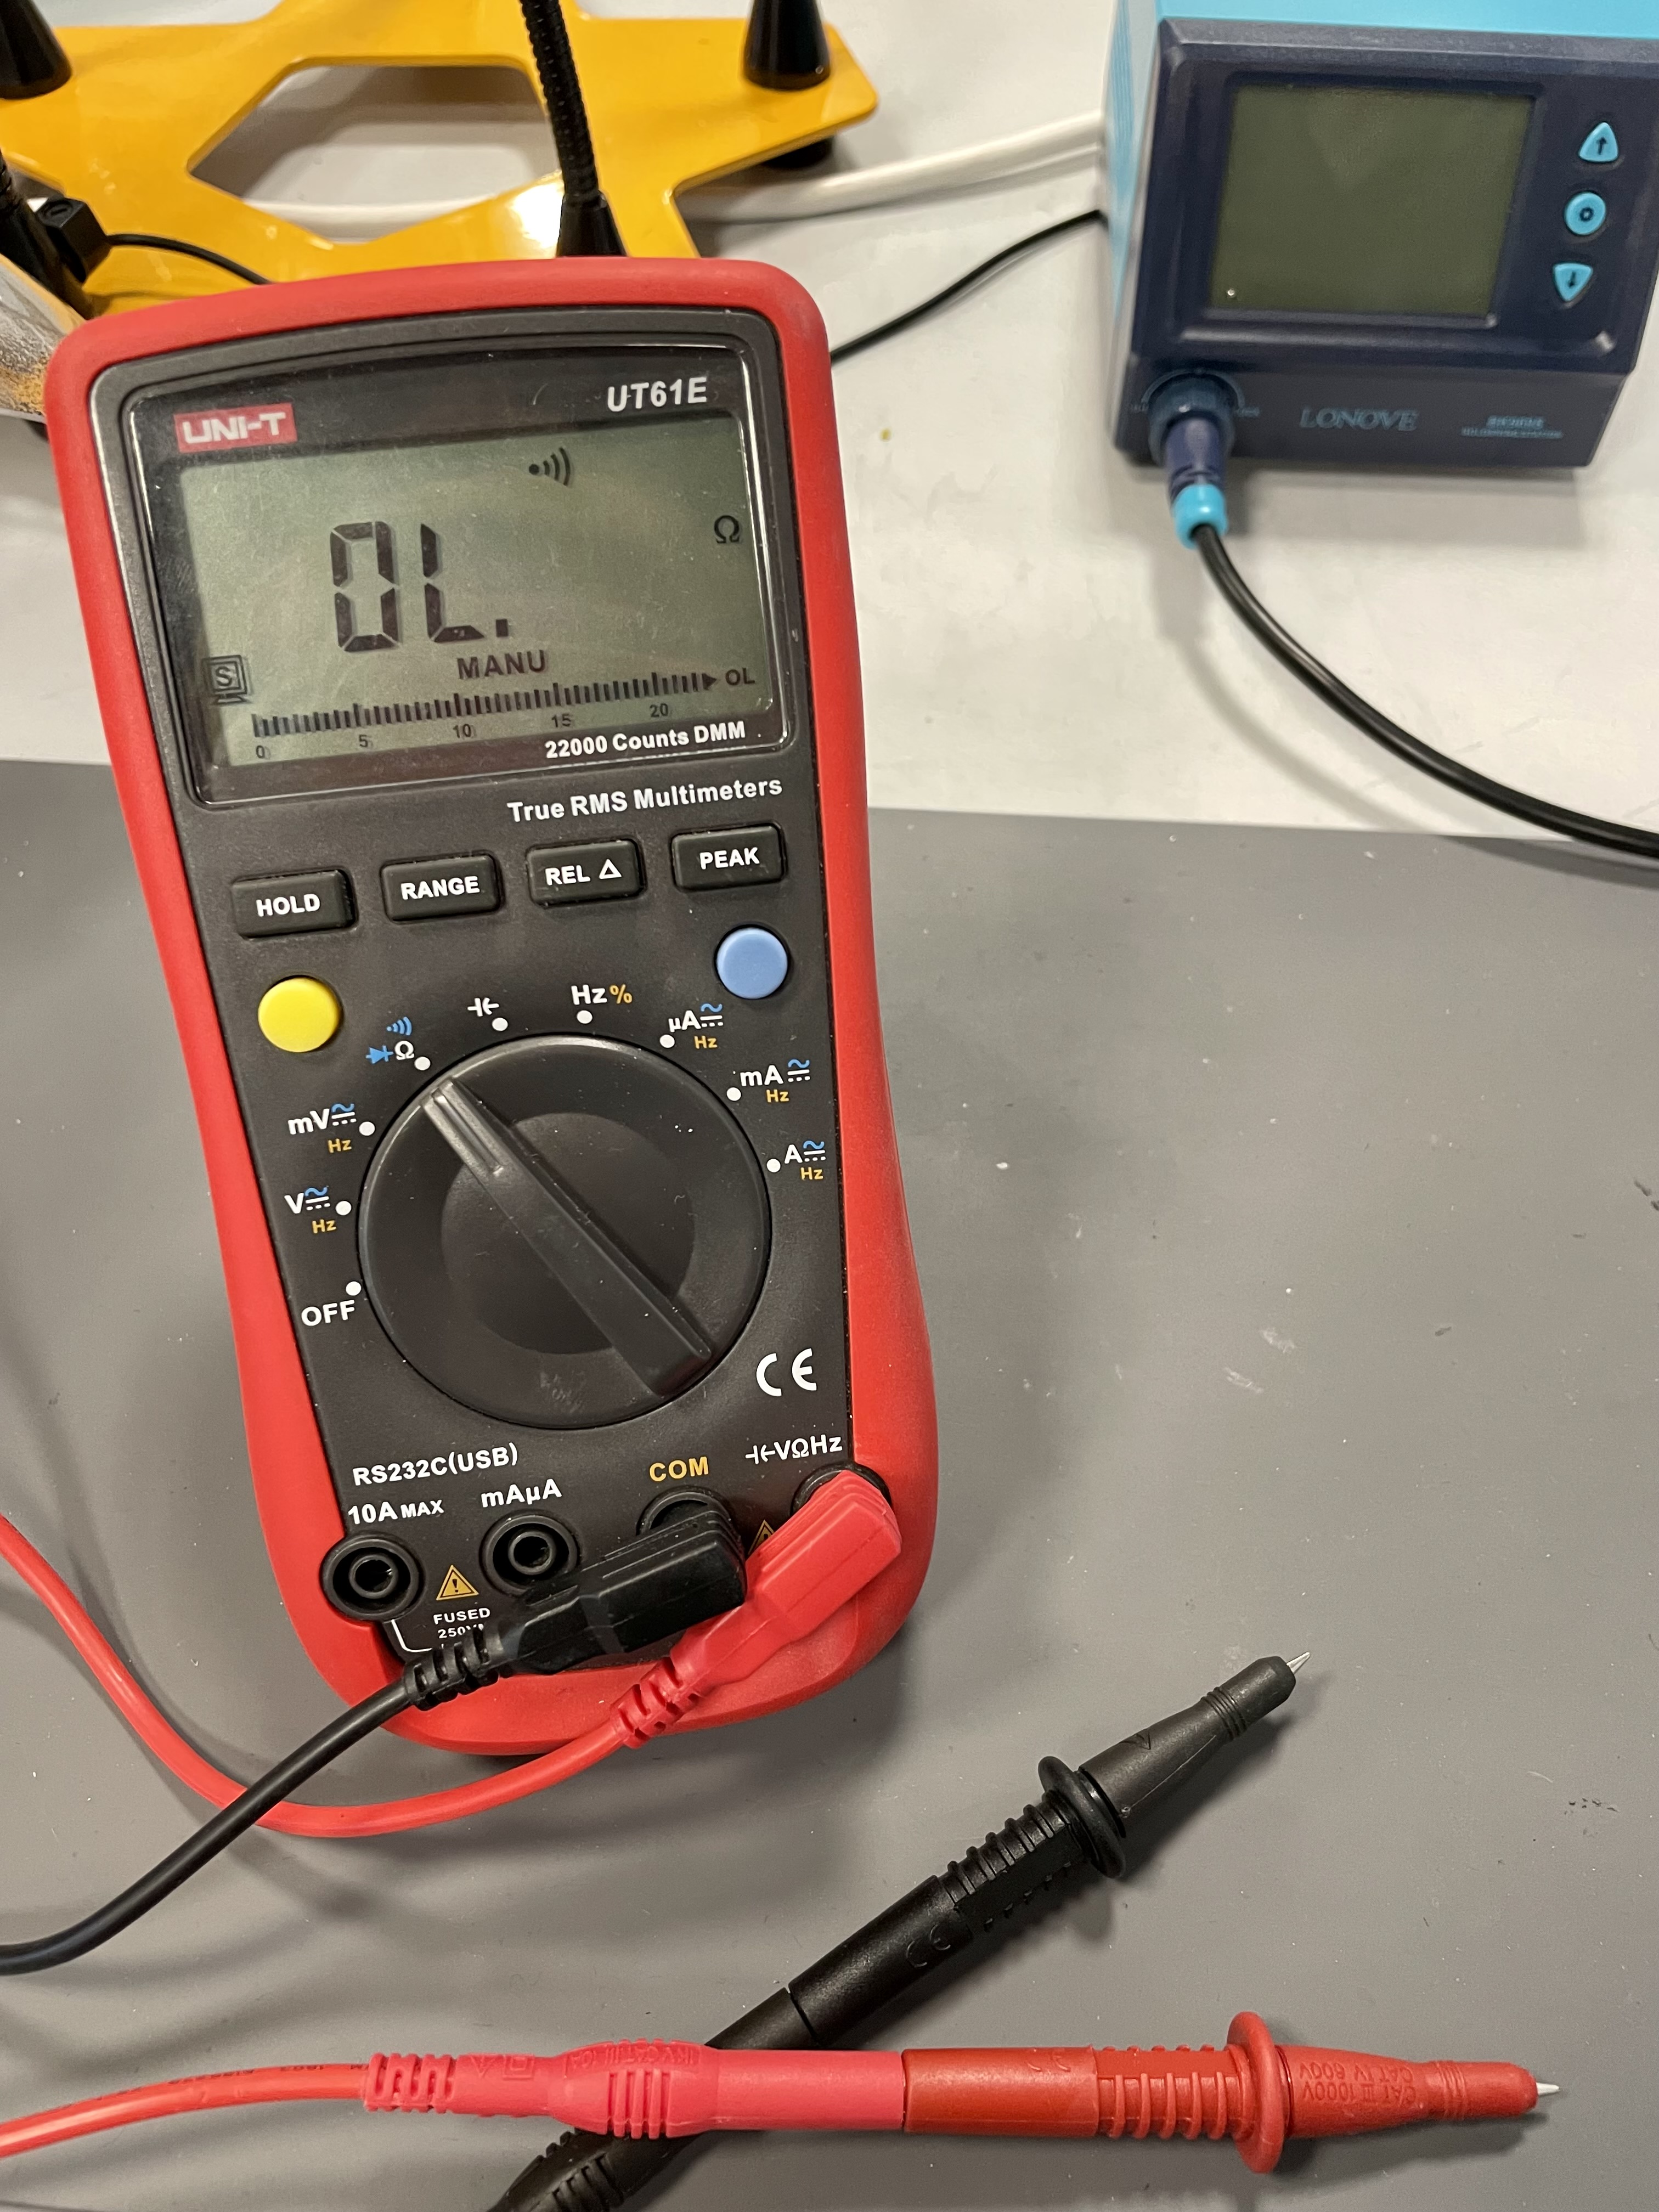 UNI-T
UT61E
Ω
OL.
MANU
S
OL
0 5 10 15 20
22000 Counts DMM
True RMS Multimeters
HOLD
RANGE
REL △
PEAK
Hz %
Ω
µA
Hz
mA
Hz
mV
Hz
A
Hz
V
Hz
OFF
CE
RS232C(USB)
10A MAX
mAµA
COM
VΩHz
FUSED
CE
CAT III 1000V
CAT IV 600V
LONOVE